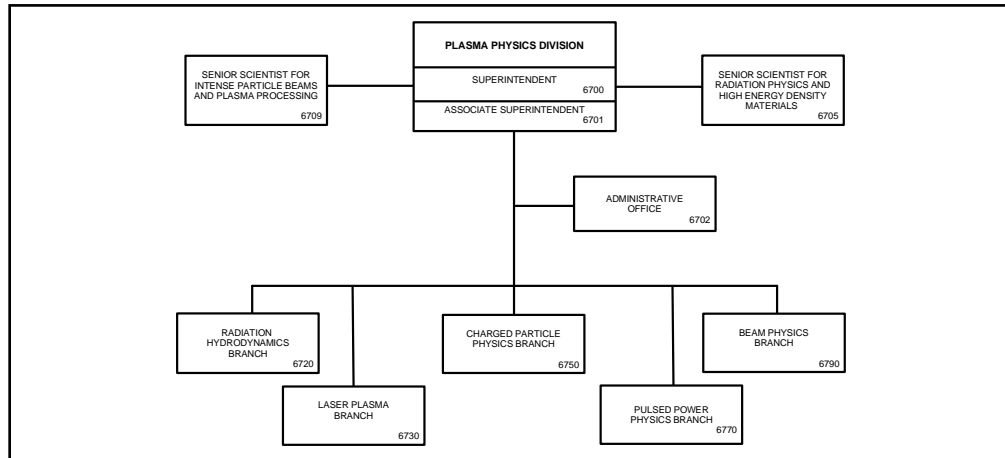 PLASMA PHYSICS DIVISION
SUPERINTENDENT
6700
ASSOCIATE SUPERINTENDENT
6701
SENIOR SCIENTIST FOR
INTENSE PARTICLE BEAMS
AND PLASMA PROCESSING
6709
SENIOR SCIENTIST FOR
RADIATION PHYSICS AND
HIGH ENERGY DENSITY
MATERIALS
6705
ADMINISTRATIVE
OFFICE
6702
RADIATION
HYDRODYNAMICS
BRANCH
6720
LASER PLASMA
BRANCH
6730
CHARGED PARTICLE
PHYSICS BRANCH
6750
PULSED POWER
PHYSICS BRANCH
6770
BEAM PHYSICS
BRANCH
6790